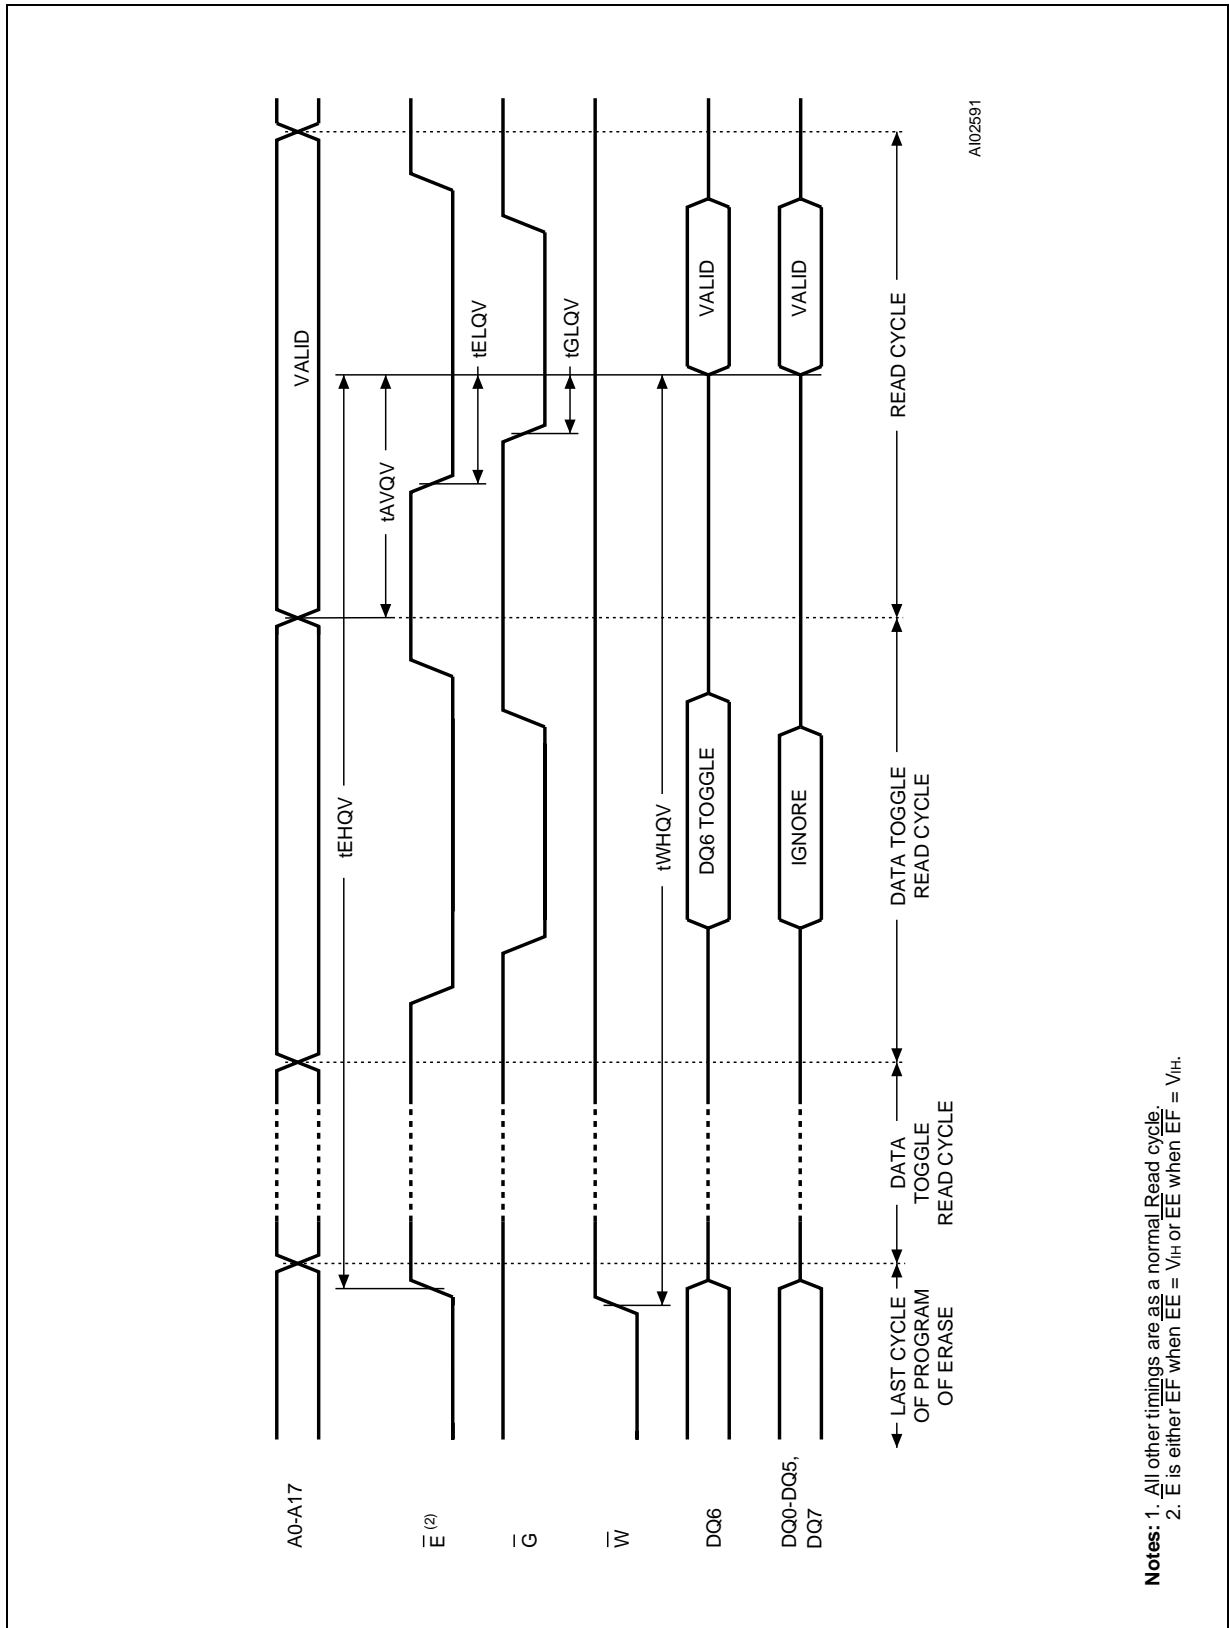 A0-A17
VALID
tEHQV
tAVQV
E (2)
tELQV
G
tGLQV
W
tWHQV
DQ6
DQ6 TOGGLE
VALID
DQ0-DQ5,
DQ7
IGNORE
VALID
LAST CYCLE
OF PROGRAM
OF ERASE
DATA
TOGGLE
READ CYCLE
DATA TOGGLE
READ CYCLE
READ CYCLE
AI02591
Notes: 1. All other timings are as a normal Read cycle.
2. E is either EF when EE = VIH or EE when EF = VIH.